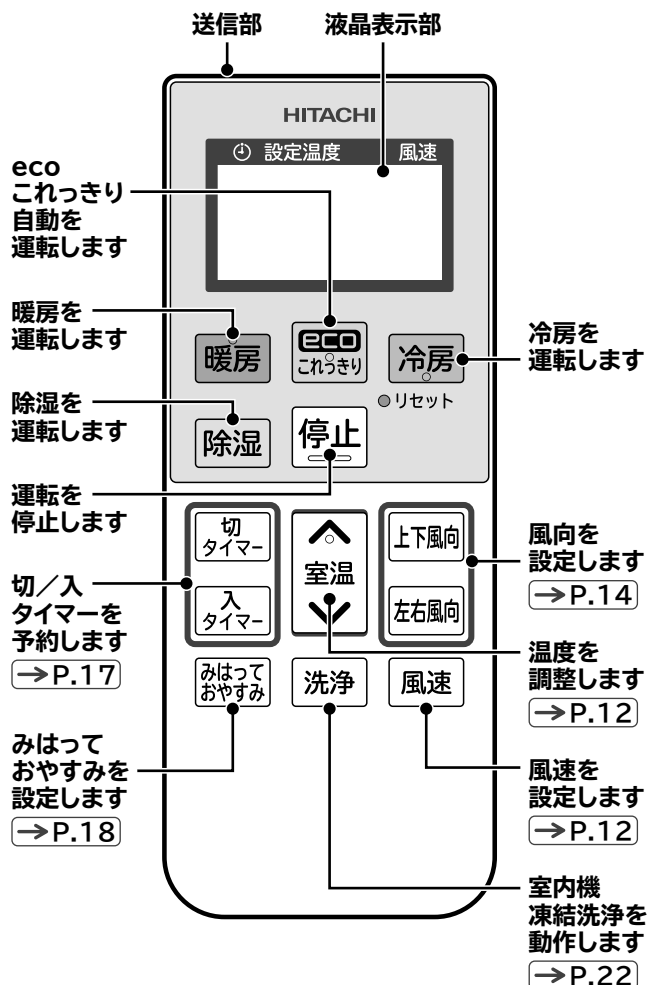 送信部
液晶表示部
HITACHI
設定温度 風速
eco
これっきり
自動を
運転します
暖房を
運転します
除湿を
運転します
運転を
停止します
切／入
タイマーを
予約します
→P.17
みはって
おやすみを
設定します
→P.18
暖房
eco
これっきり
冷房
リセット
除湿
停止
切
タイマー
室温
上下風向
入
タイマー
左右風向
みはって
おやすみ
洗浄
風速
冷房を
運転します
風向を
設定します
→P.14
温度を
調整します
→P.12
風速を
設定します
→P.12
室内機
凍結洗浄を
動作します
→P.22